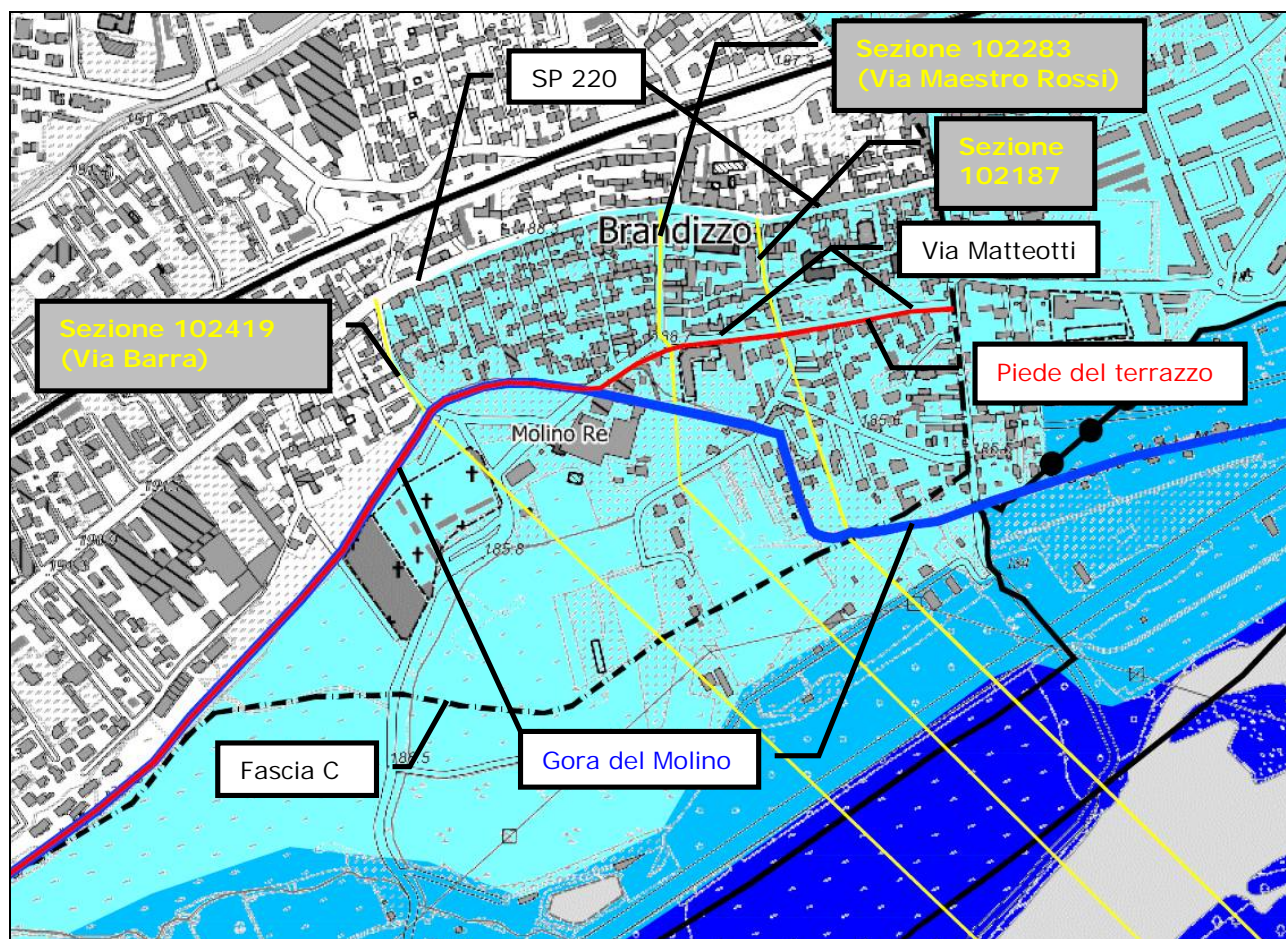 Sezione 102283
(Via Maestro Rossi)
SP 220
Sezione
102187
Brandizzo
Via Matteotti
Sezione 102419
(Via Barra)
Piede del terrazzo
Molino Re
185.8
Gora del Molino
Fascia C